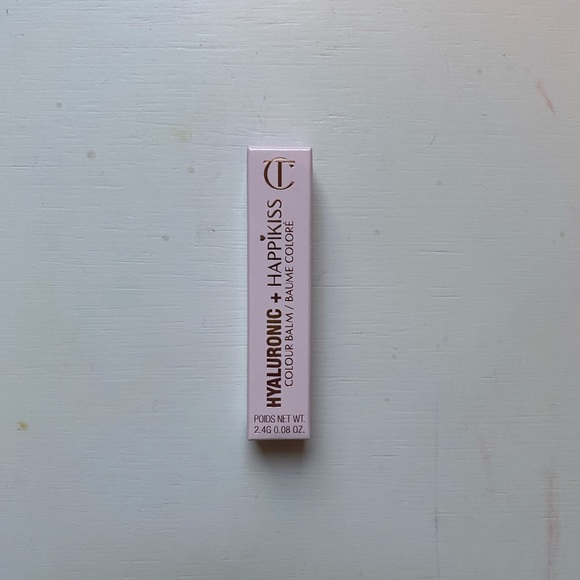 CT
HYALURONIC + HAPPIKISS
COLOUR BALM / BAUME COLORÉ
POIDS NET WT.
2.4G 0.08 OZ.